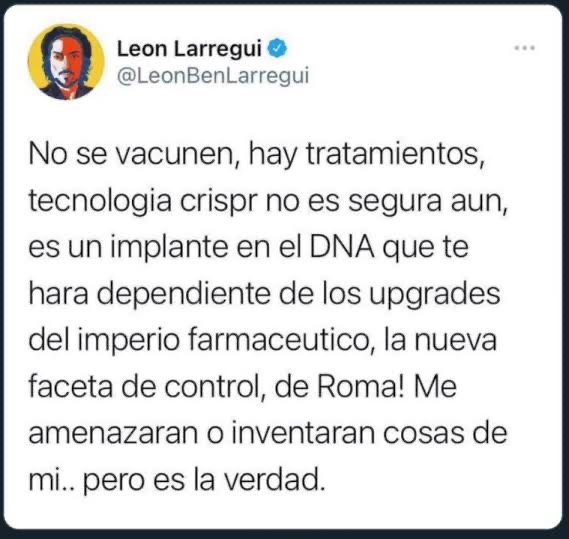 Leon Larregui
@LeonBenLarregui
No se vacunen, hay tratamientos,
tecnologia crispr no es segura aun,
es un implante en el DNA que te
hara dependiente de los upgrades
del imperio farmaceutico, la nueva
faceta de control, de Roma! Me
amenazaran o inventaran cosas de
mi.. pero es la verdad.